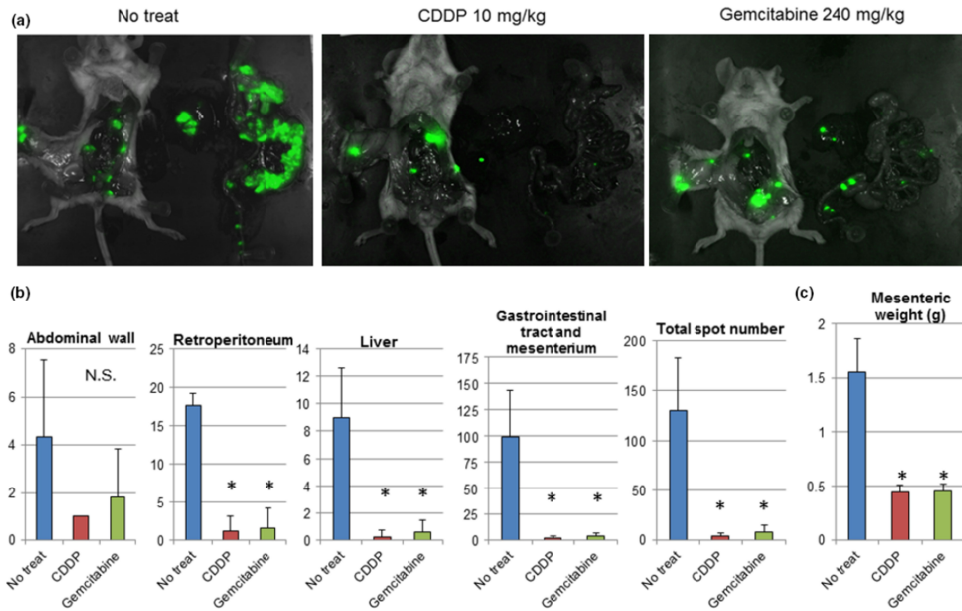 (a)
No treat
CDDP 10 mg/kg
Gemcitabine 240 mg/kg
(b)
Abdominal wall
8
6
4
2
0
N.S.
No treat
CDDP
Gemcitabine
Retroperitoneum
25
20
15
10
5
0
*
*
No treat
CDDP
Gemcitabine
Liver
14
12
10
8
6
4
2
0
*
*
No treat
CDDP
Gemcitabine
Gastrointestinal
tract and
mesenterium
175
150
125
100
75
50
25
0
*
*
No treat
CDDP
Gemcitabine
Total spot number
200
150
100
50
0
*
*
No treat
CDDP
Gemcitabine
(c)
Mesenteric
weight (g)
2
1.5
1
0.5
0
*
*
No treat
CDDP
Gemcitabine